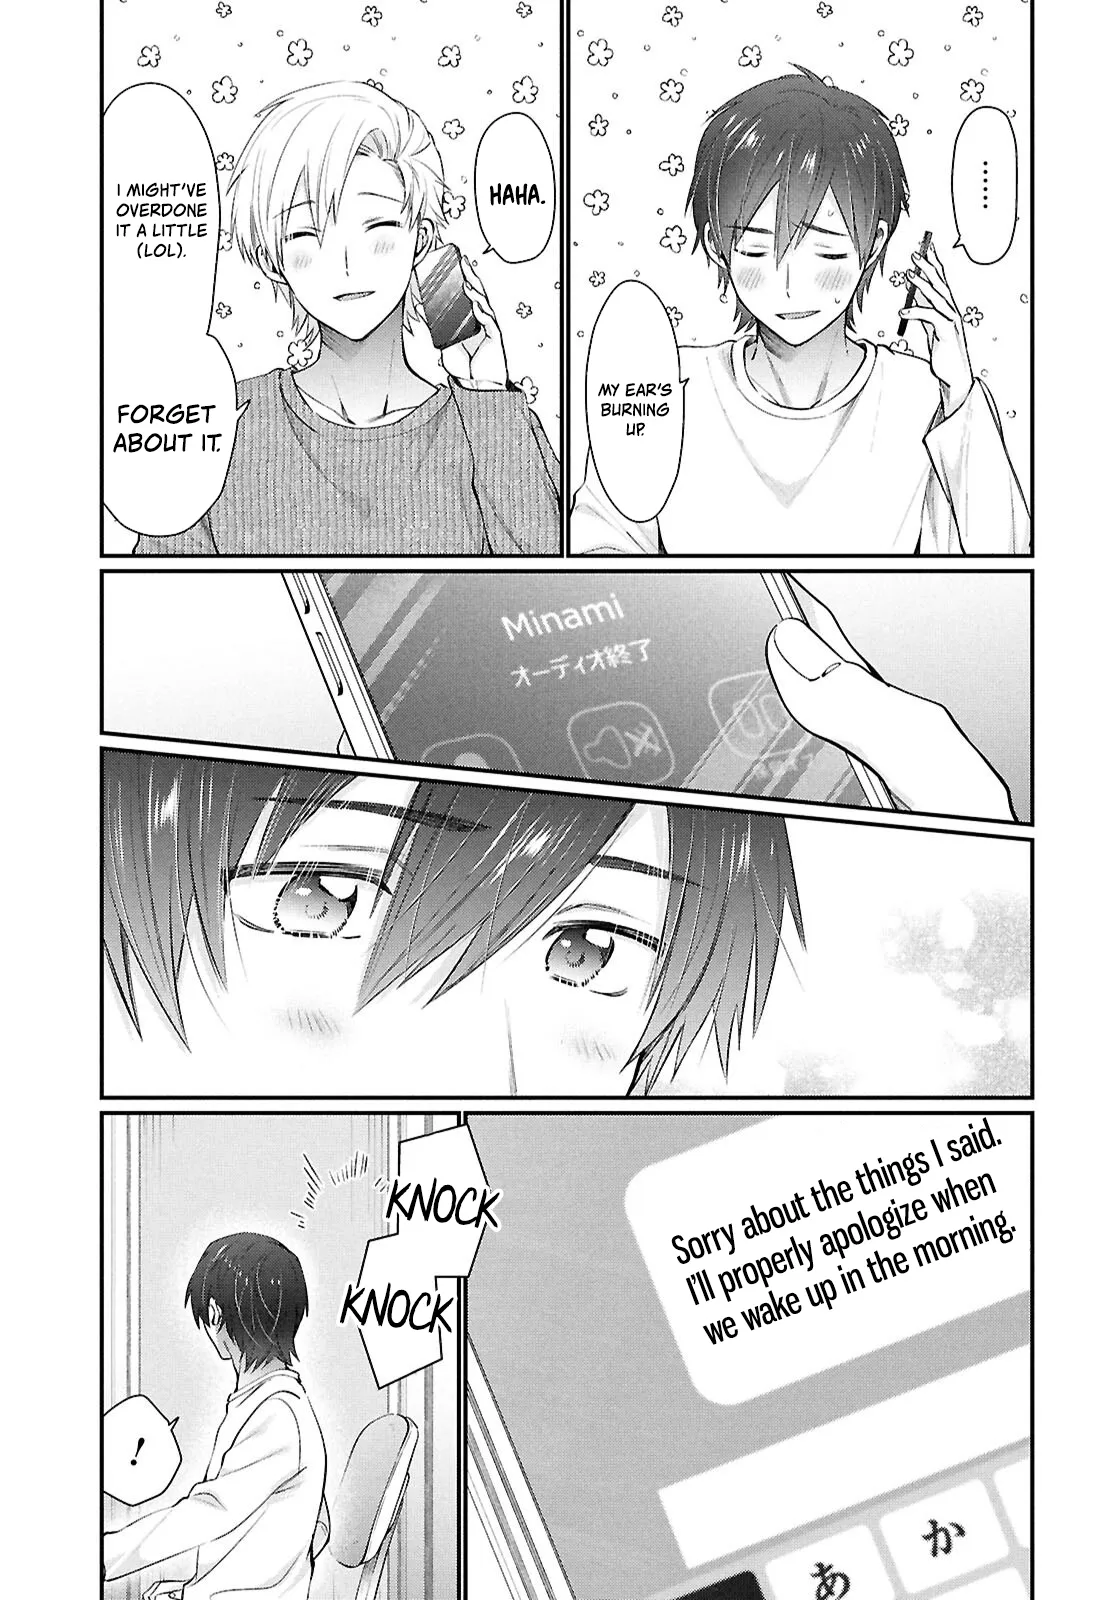 ......
MY EAR'S
BURNING
UP.
HAHA.
I MIGHT'VE
OVERDONE
IT A LITTLE
(LOL).
FORGET
ABOUT IT.
Minami
オーディオ終了
Sorry about the things I said.
I'll properly apologize when
we wake up in the morning.
あ
か
KNOCK
KNOCK
!